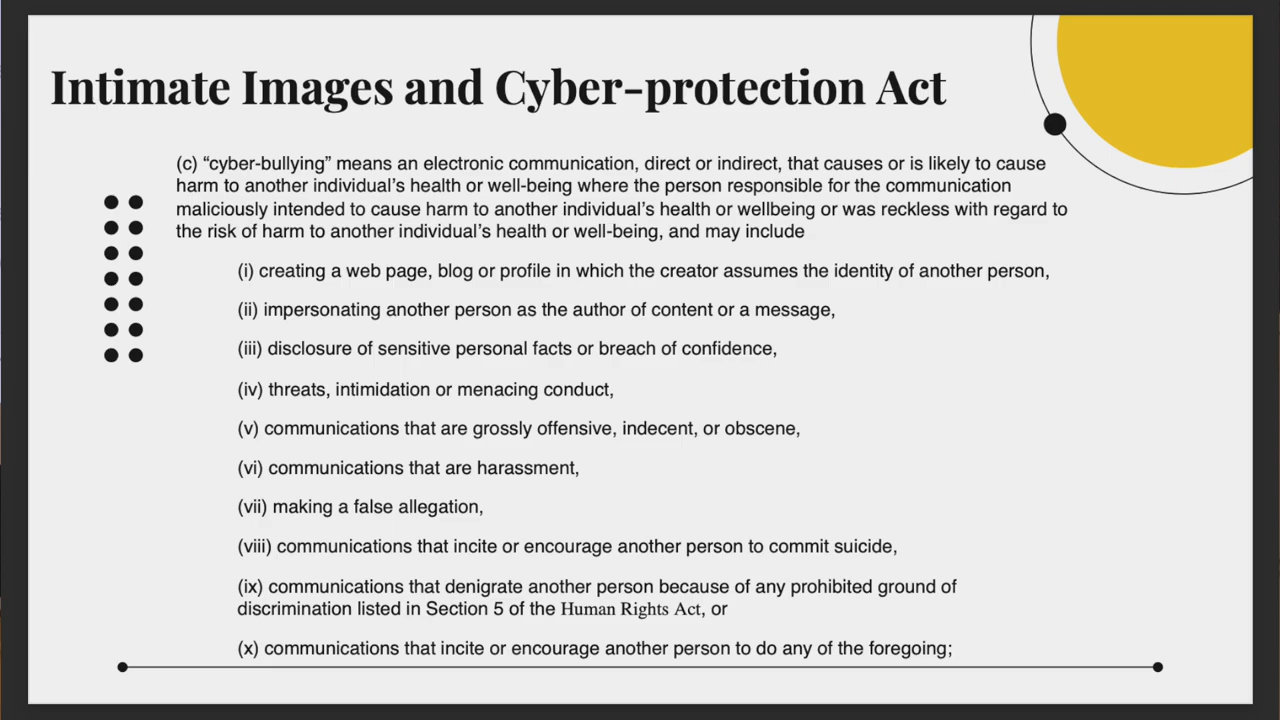 Intimate Images and Cyber-protection Act
(c) “cyber-bullying” means an electronic communication, direct or indirect, that causes or is likely to cause
harm to another individual’s health or well-being where the person responsible for the communication
maliciously intended to cause harm to another individual’s health or wellbeing or was reckless with regard to
the risk of harm to another individual’s health or well-being, and may include
(i) creating a web page, blog or profile in which the creator assumes the identity of another person,
(ii) impersonating another person as the author of content or a message,
(iii) disclosure of sensitive personal facts or breach of confidence,
(iv) threats, intimidation or menacing conduct,
(v) communications that are grossly offensive, indecent, or obscene,
(vi) communications that are harassment,
(vii) making a false allegation,
(viii) communications that incite or encourage another person to commit suicide,
(ix) communications that denigrate another person because of any prohibited ground of
discrimination listed in Section 5 of the Human Rights Act, or
(x) communications that incite or encourage another person to do any of the foregoing;